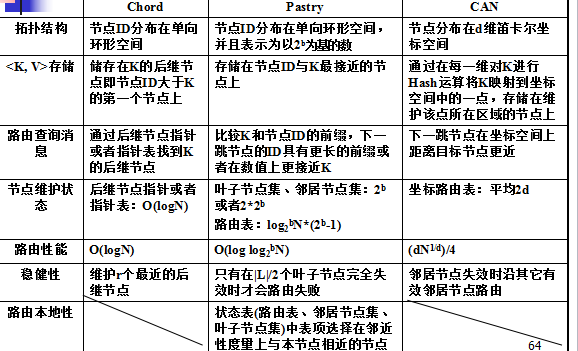 Chord Pastry CAN
拓扑结构
节点ID分布在单向
环形空间
节点ID分布在单向环形空间,
并且表示为以2ᵇ为基的数
节点分布在d维笛卡尔坐
标空间
<K, V>存储
储存在K的后继节
点即节点ID大于K
的第一个节点上
存储在节点ID与K最接近的节
点上
通过在每一维对K进行
Hash运算将K映射到坐标
空间中的一点，存储在维
护该点所在区域的节点上
路由查询消
息
通过后继节点指针
或者指针表找到K
的后继节点
比较K和节点ID的前缀，下一
跳节点的ID具有更长的前缀或
者在数值上更接近K
下一跳节点在坐标空间上
距离目标节点更近
节点维护状
态
后继节点指针或者
指针表：O(logN)
叶子节点集、邻居节点集：2ᵇ
或者2*2ᵇ
路由表：log₂ᵇN*(2ᵇ-1)
坐标路由表：平均2d
路由性能
O(logN)
O(log log₂ᵇN)
(dN¹/ᵈ)/4
稳健性
维护r个最近的后
继节点
只有在|L|/2个叶子节点完全失
效时才会路由失败
邻居节点失效时沿其它有
效邻居节点路由
路由本地性
状态表(路由表、邻居节点集、
叶子节点集)中表项选择在邻近
性度量上与本节点相近的节点
64